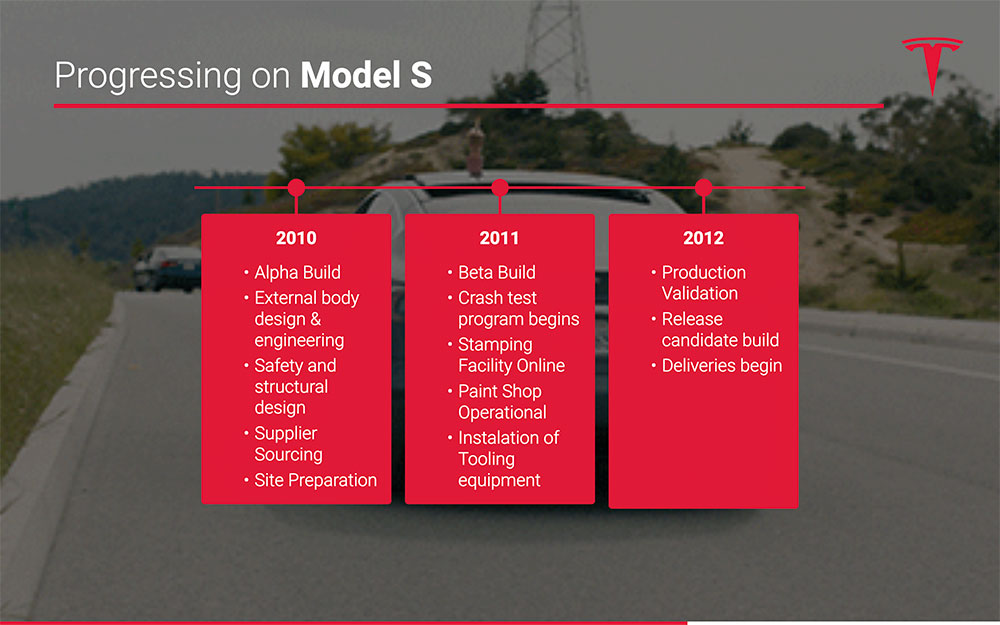 Progressing on Model S
2010
• Alpha Build
• External body
design &
engineering
• Safety and
structural
design
• Supplier
Sourcing
• Site Preparation
2011
• Beta Build
• Crash test
program begins
• Stamping
Facility Online
• Paint Shop
Operational
• Instalation of
Tooling
equipment
2012
• Production
Validation
• Release
candidate build
• Deliveries begin